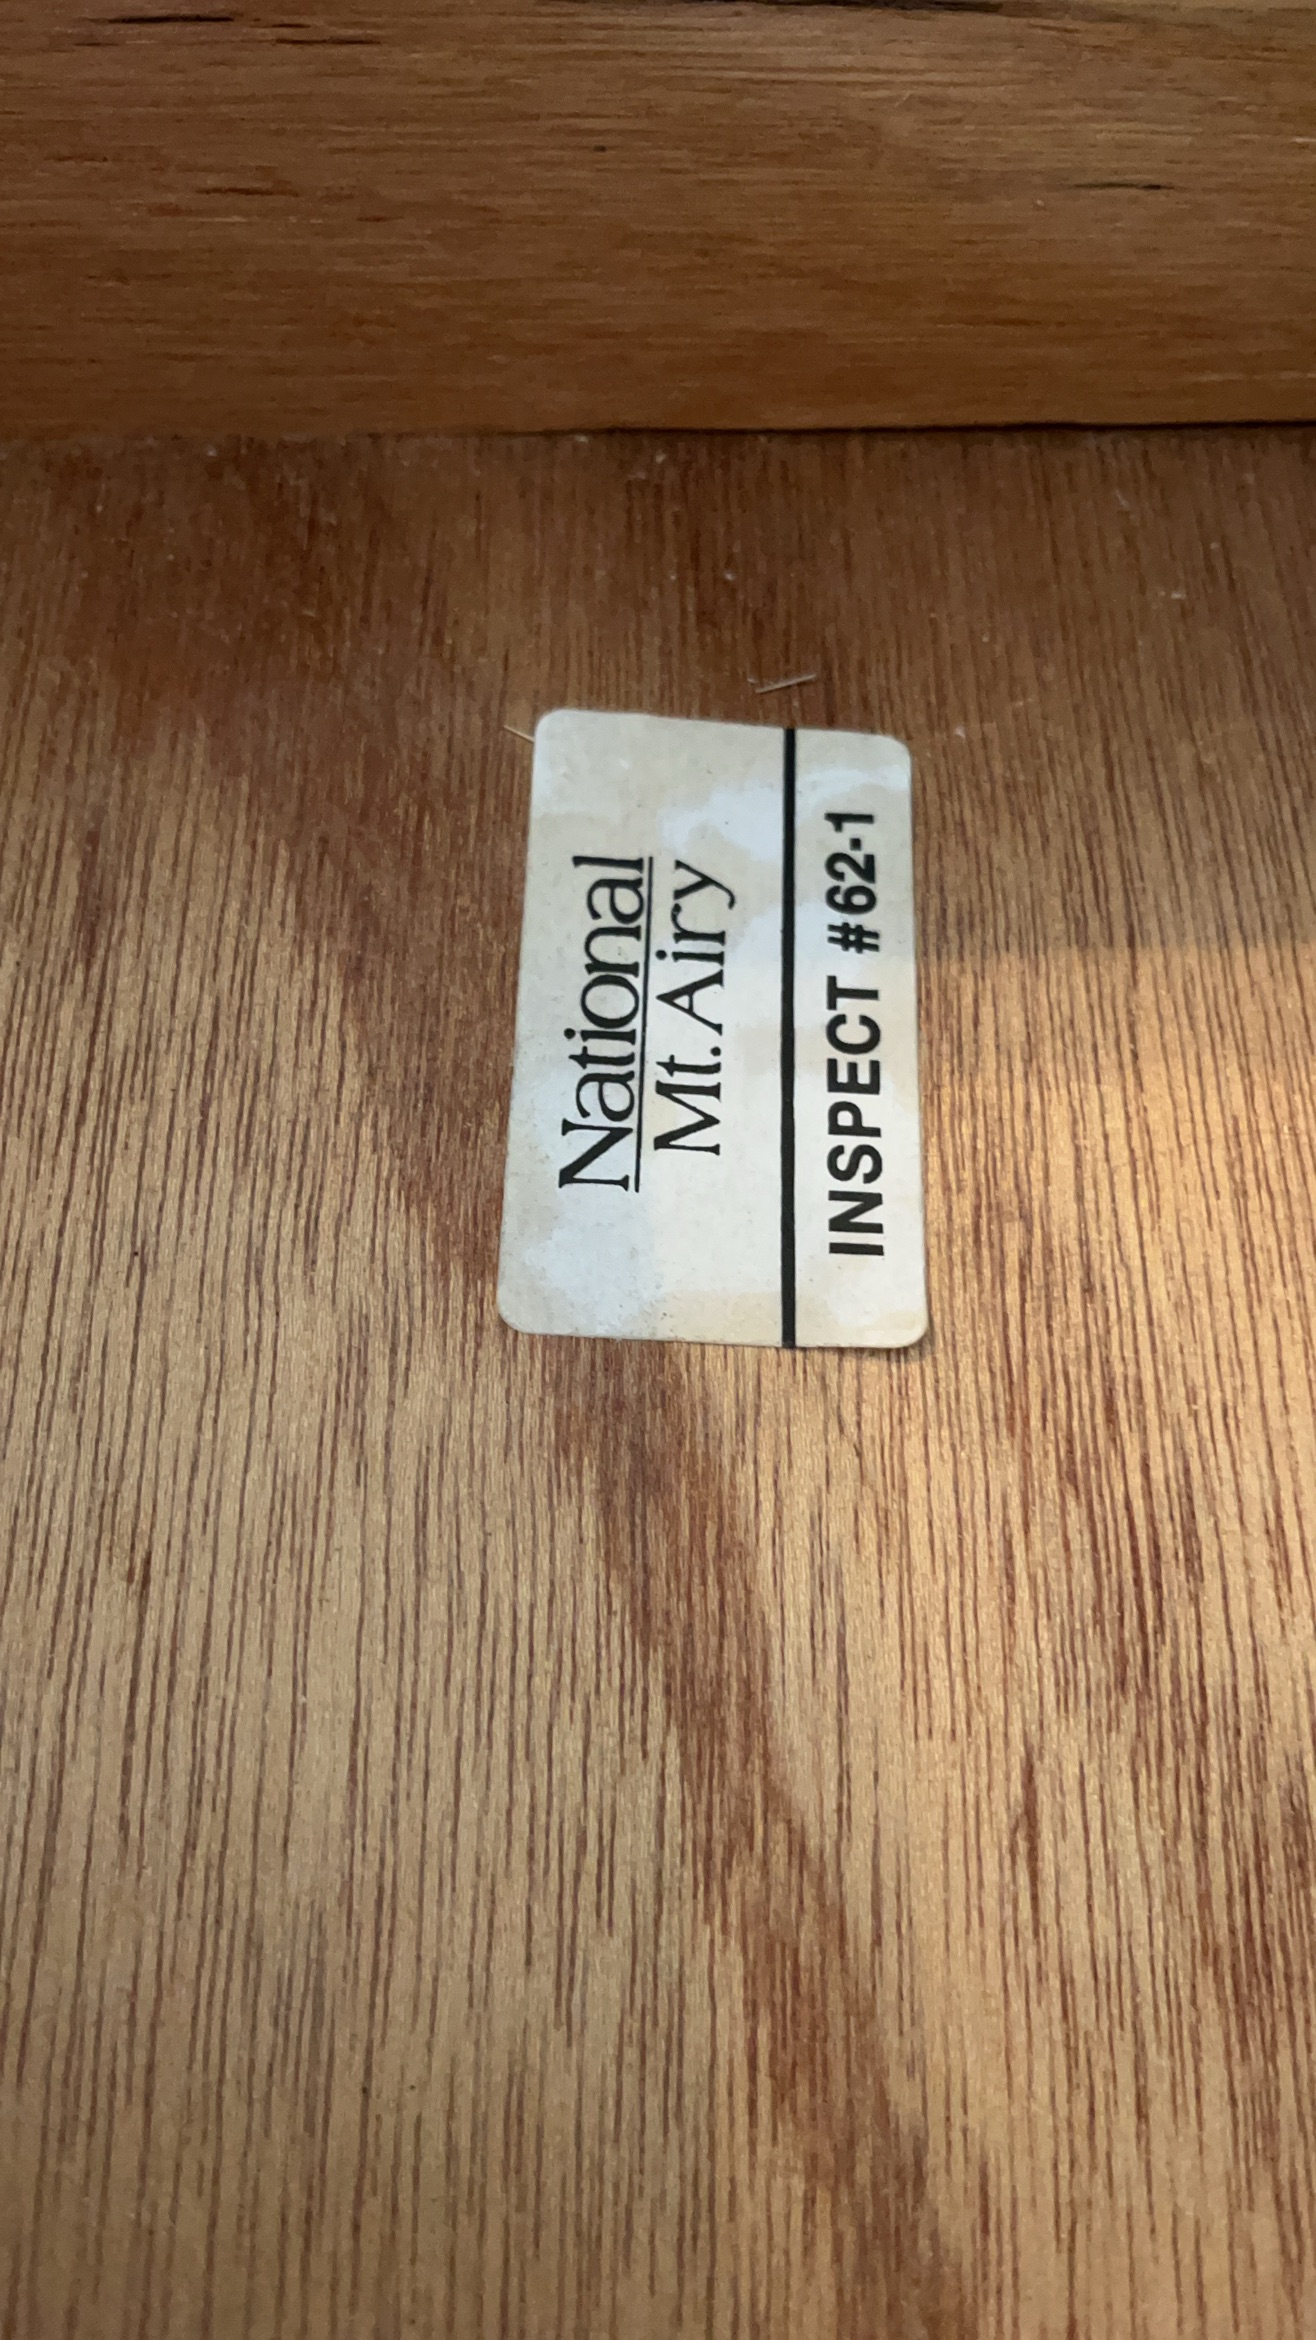 National
Mt. Airy
INSPECT #62-1